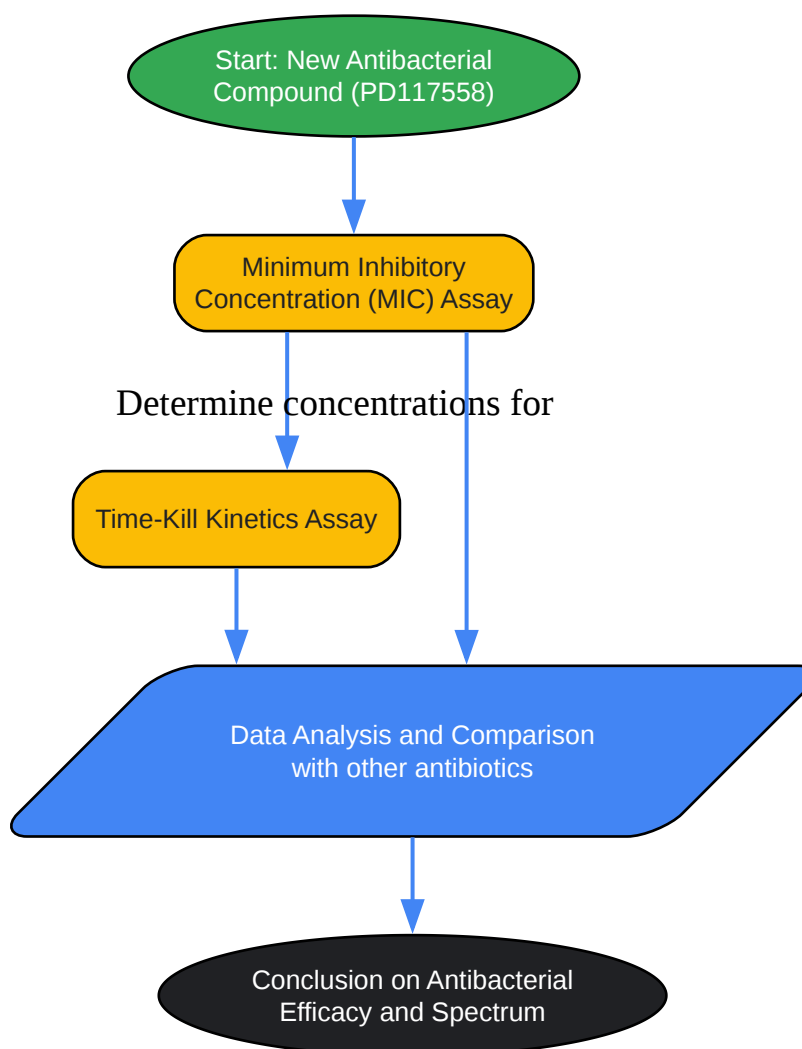 Start: New Antibacterial
Compound (PD117558)
Minimum Inhibitory
Concentration (MIC) Assay
Determine concentrations for
Time-Kill Kinetics Assay
Data Analysis and Comparison
with other antibiotics
Conclusion on Antibacterial
Efficacy and Spectrum